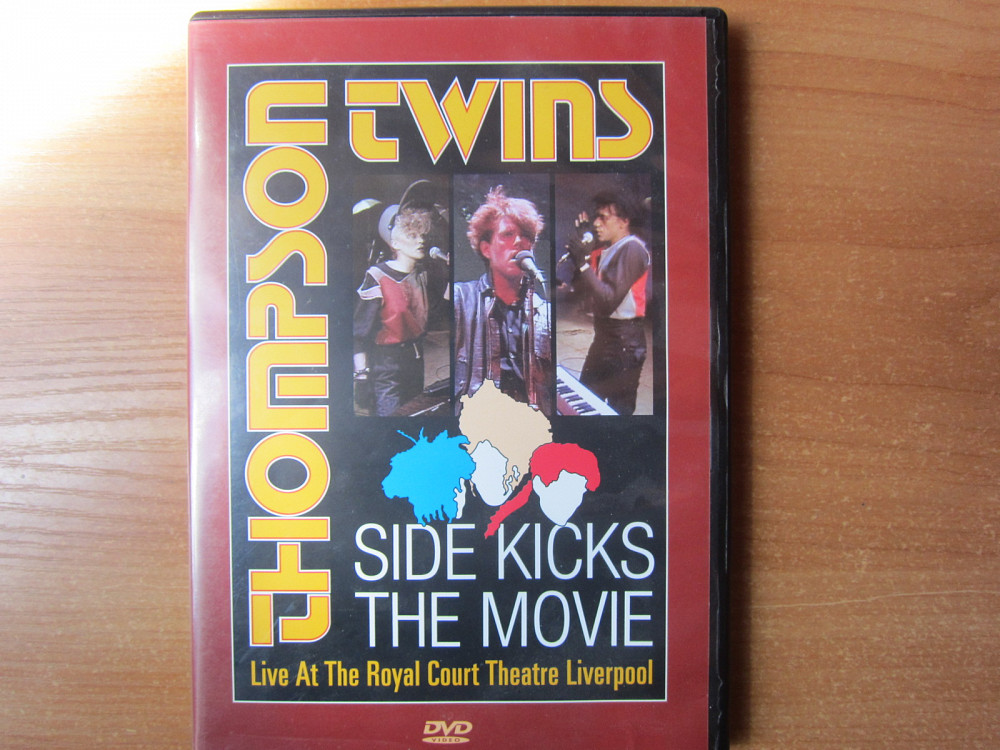 THOMPSON
TWINS
SIDE KICKS
THE MOVIE
Live At The Royal Court Theatre Liverpool
DVD
VIDEO